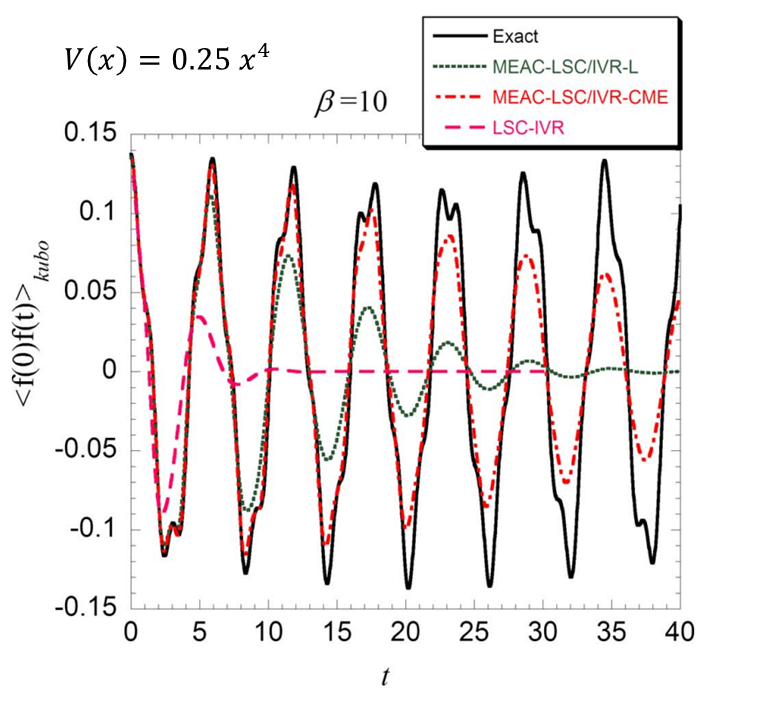 V(x) = 0.25 x⁴
Exact
MEAC-LSC/IVR-L
MEAC-LSC/IVR-CME
LSC-IVR
β=10
0.15
0.1
0.05
0
-0.05
-0.1
-0.15
<f(0)f(t)>kubo
0 5 10 15 20 25 30 35 40
t